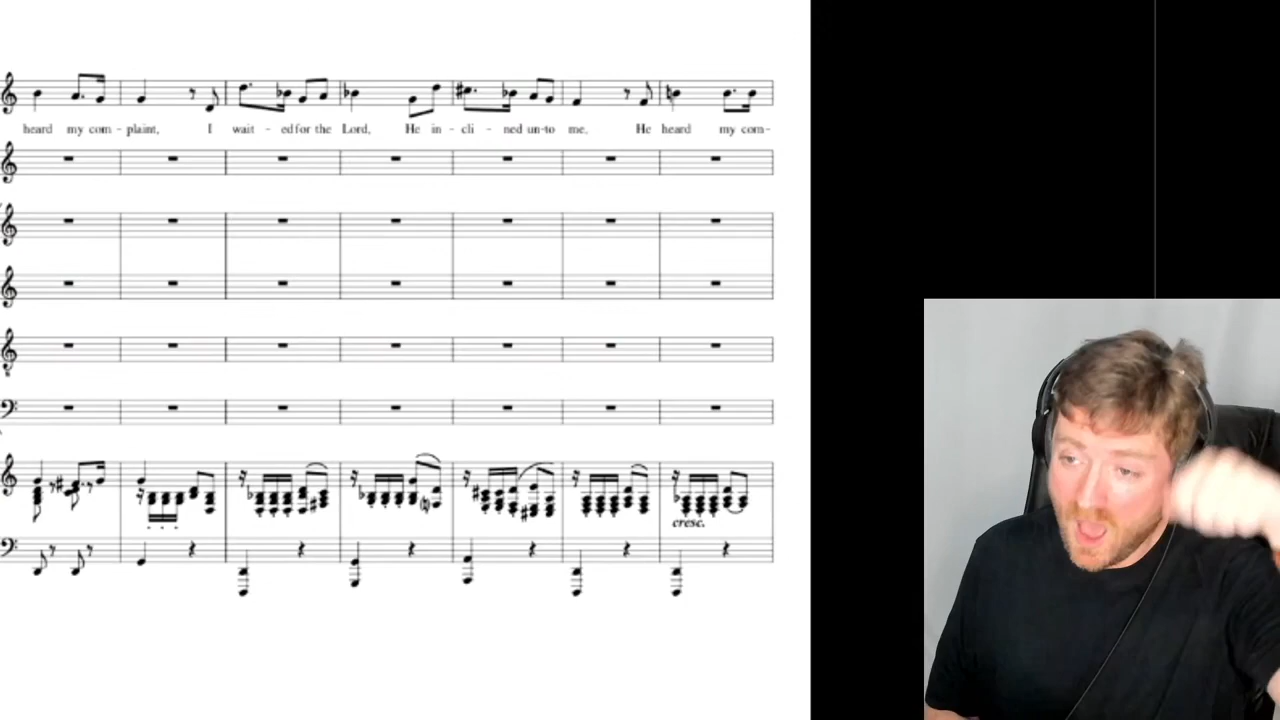 heard my com - plaint, I wait - ed for the Lord, He in - cli - ned un-to me, He heard my com-
cresc.